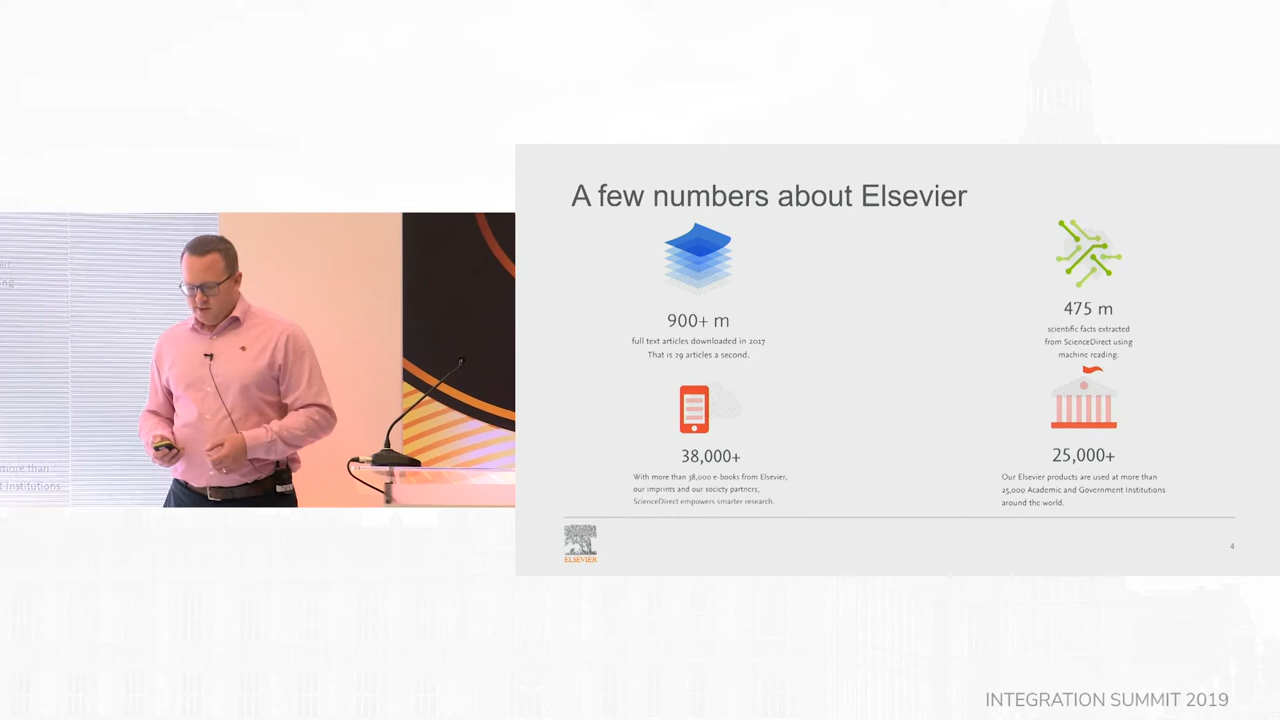 A few numbers about Elsevier
900+ m
full text articles downloaded in 2017
That is 29 articles a second.
475 m
scientific facts extracted
from ScienceDirect using
machine reading.
38,000+
With more than 38,000 e-books from Elsevier,
our imprints and our society partners,
ScienceDirect empowers smarter research.
25,000+
Our Elsevier products are used at more than
25,000 Academic and Government Institutions
around the world.
more than
t Institutions
ELSEVIER
4
INTEGRATION SUMMIT 2019